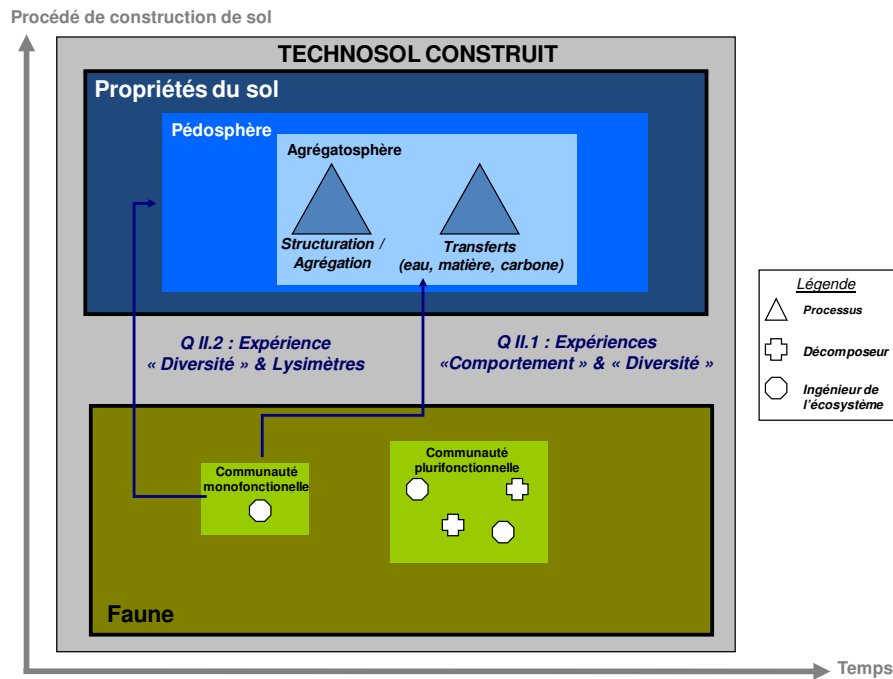 Procédé de construction de sol
TECHNOSOL CONSTRUIT
Propriétés du sol
Pédosphère
Agrégatosphère
Structuration /
Agrégation
Transferts
(eau, matière, carbone)
Q II.2 : Expérience
« Diversité » & Lysimètres
Q II.1 : Expériences
«Comportement » & « Diversité »
Communauté
monofonctionelle
Communauté
plurifonctionnelle
Faune
Légende
Processus
Décomposeur
Ingénieur de
l'écosystème
Temps